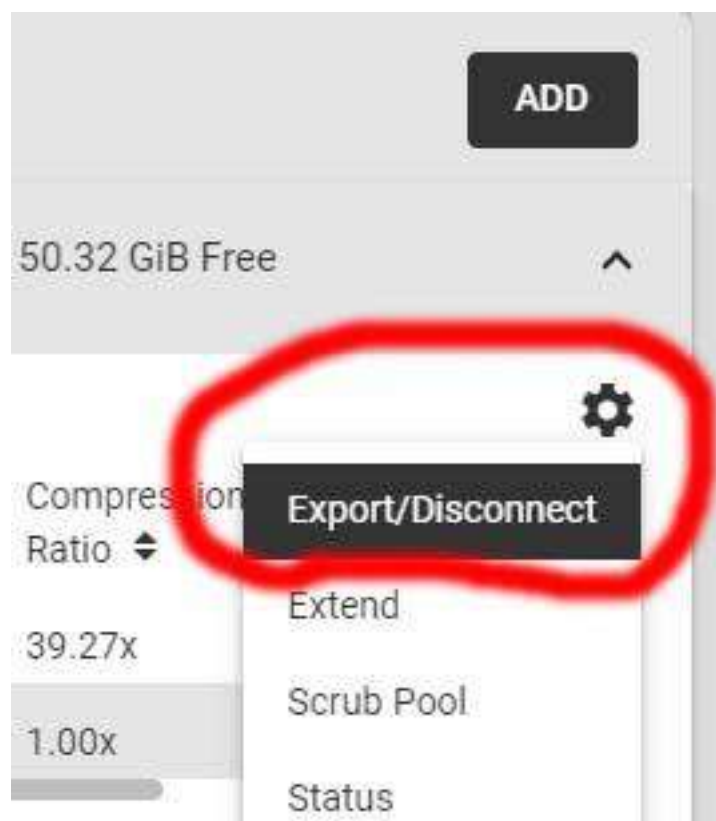 ADD
50.32 GiB Free
Compression
Ratio
Export/Disconnect
Extend
39.27x
Scrub Pool
1.00x
Status